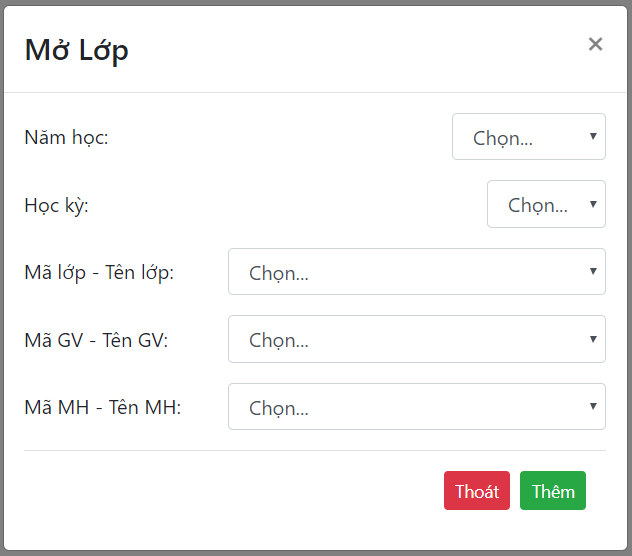 Mở Lớp ×
Năm học: Chọn...
Học kỳ: Chọn...
Mã lớp - Tên lớp: Chọn...
Mã GV - Tên GV: Chọn...
Mã MH - Tên MH: Chọn...
Thoát Thêm